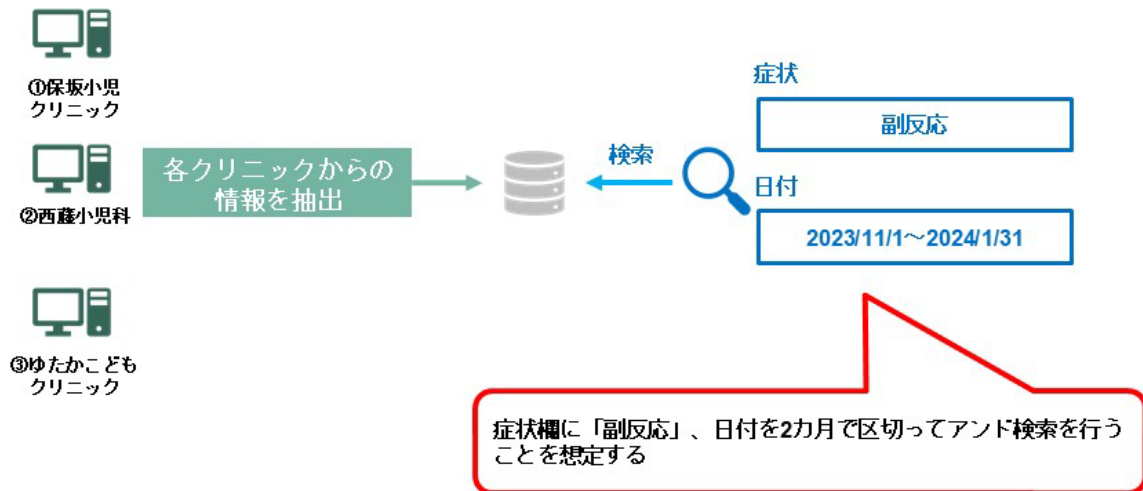 ①保坂小児
クリニック
②西藤小児科
③ゆたかこども
クリニック
各クリニックからの
情報を抽出
検索
症状
副反応
日付
2023/11/1～2024/1/31
症状欄に「副反応」、日付を2カ月で区切ってアンド検索を行う
ことを想定する